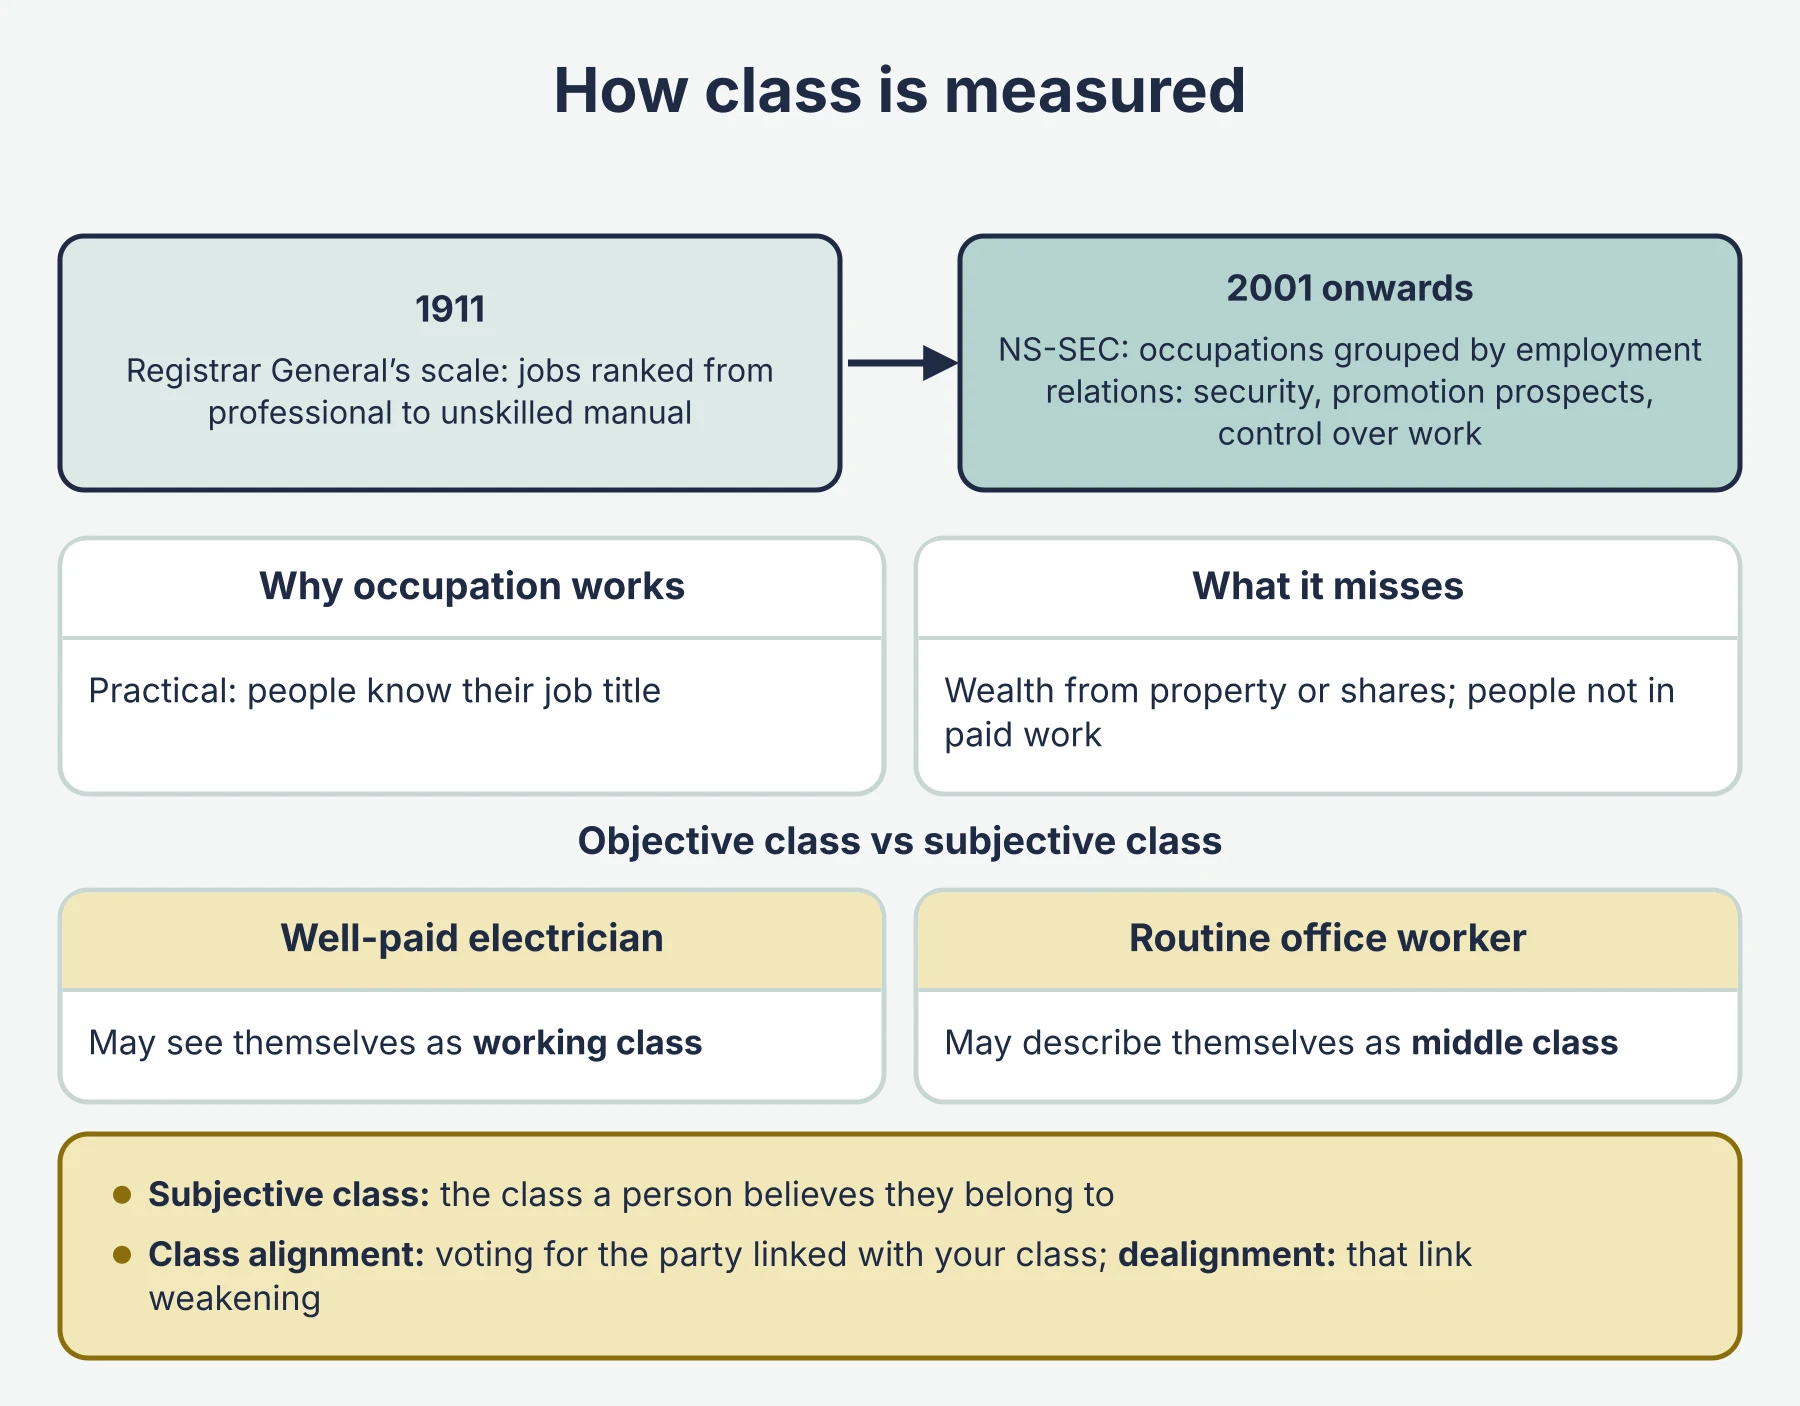 How class is measured
1911
Registrar General’s scale: jobs ranked from
professional to unskilled manual
2001 onwards
NS-SEC: occupations grouped by employment
relations: security, promotion prospects,
control over work
Why occupation works
Practical: people know their job title
What it misses
Wealth from property or shares; people not in
paid work
Objective class vs subjective class
Well-paid electrician
May see themselves as working class
Routine office worker
May describe themselves as middle class
Subjective class: the class a person believes they belong to
Class alignment: voting for the party linked with your class; dealignment: that link
weakening